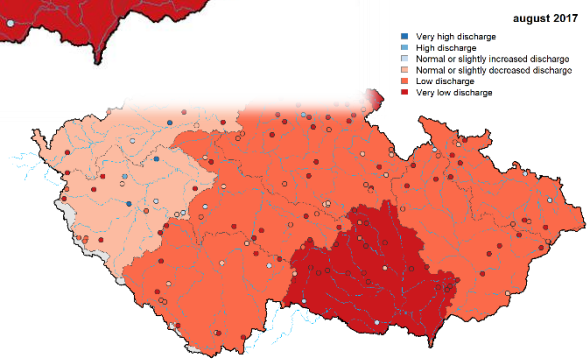 august 2017
Very high discharge
High discharge
Normal or slightly increased discharge
Normal or slightly decreased discharge
Low discharge
Very low discharge